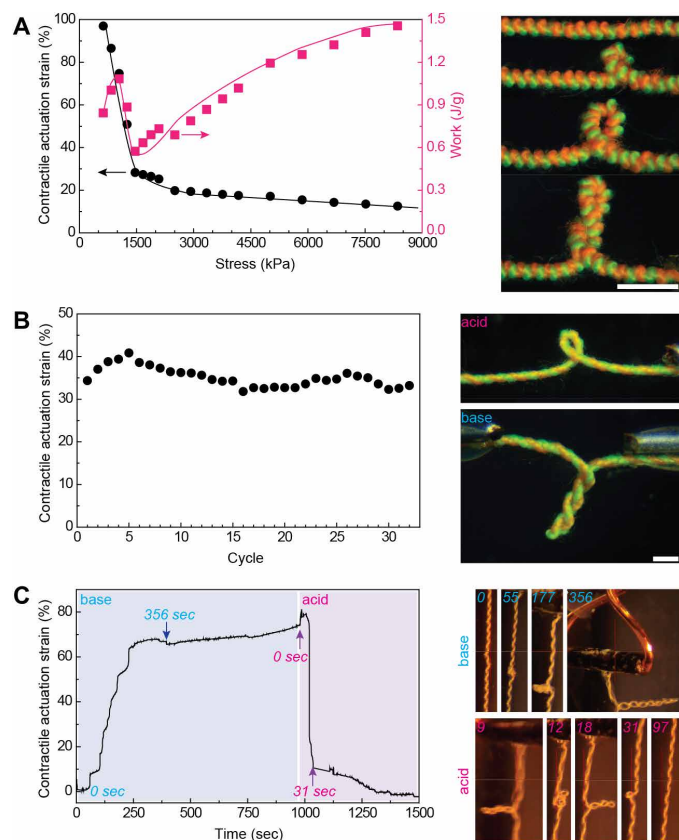 A
Contractile actuation strain (%)
100
80
60
40
20
0
0
1500
3000
4500
6000
7500
9000
Stress (kPa)
1.5
1.2
0.9
0.6
0.3
0.0
Work (J/g)
B
Contractile actuation strain (%)
50
40
30
20
10
0
0
10
20
30
Cycle
acid
base
C
Contractile actuation strain (%)
80
60
40
20
0
0
250
500
750
1000
1250
1500
Time (sec)
base
acid
356 sec
0 sec
0 sec
31 sec
base
0
55
177
356
acid
9
12
18
31
97